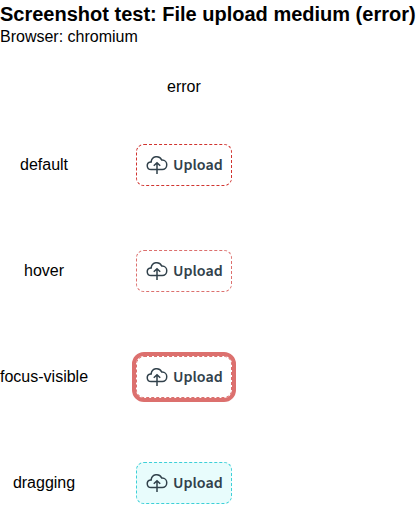 Screenshot test: File upload medium (error)
Browser: chromium
error
default Upload
hover Upload
focus-visible Upload
dragging Upload